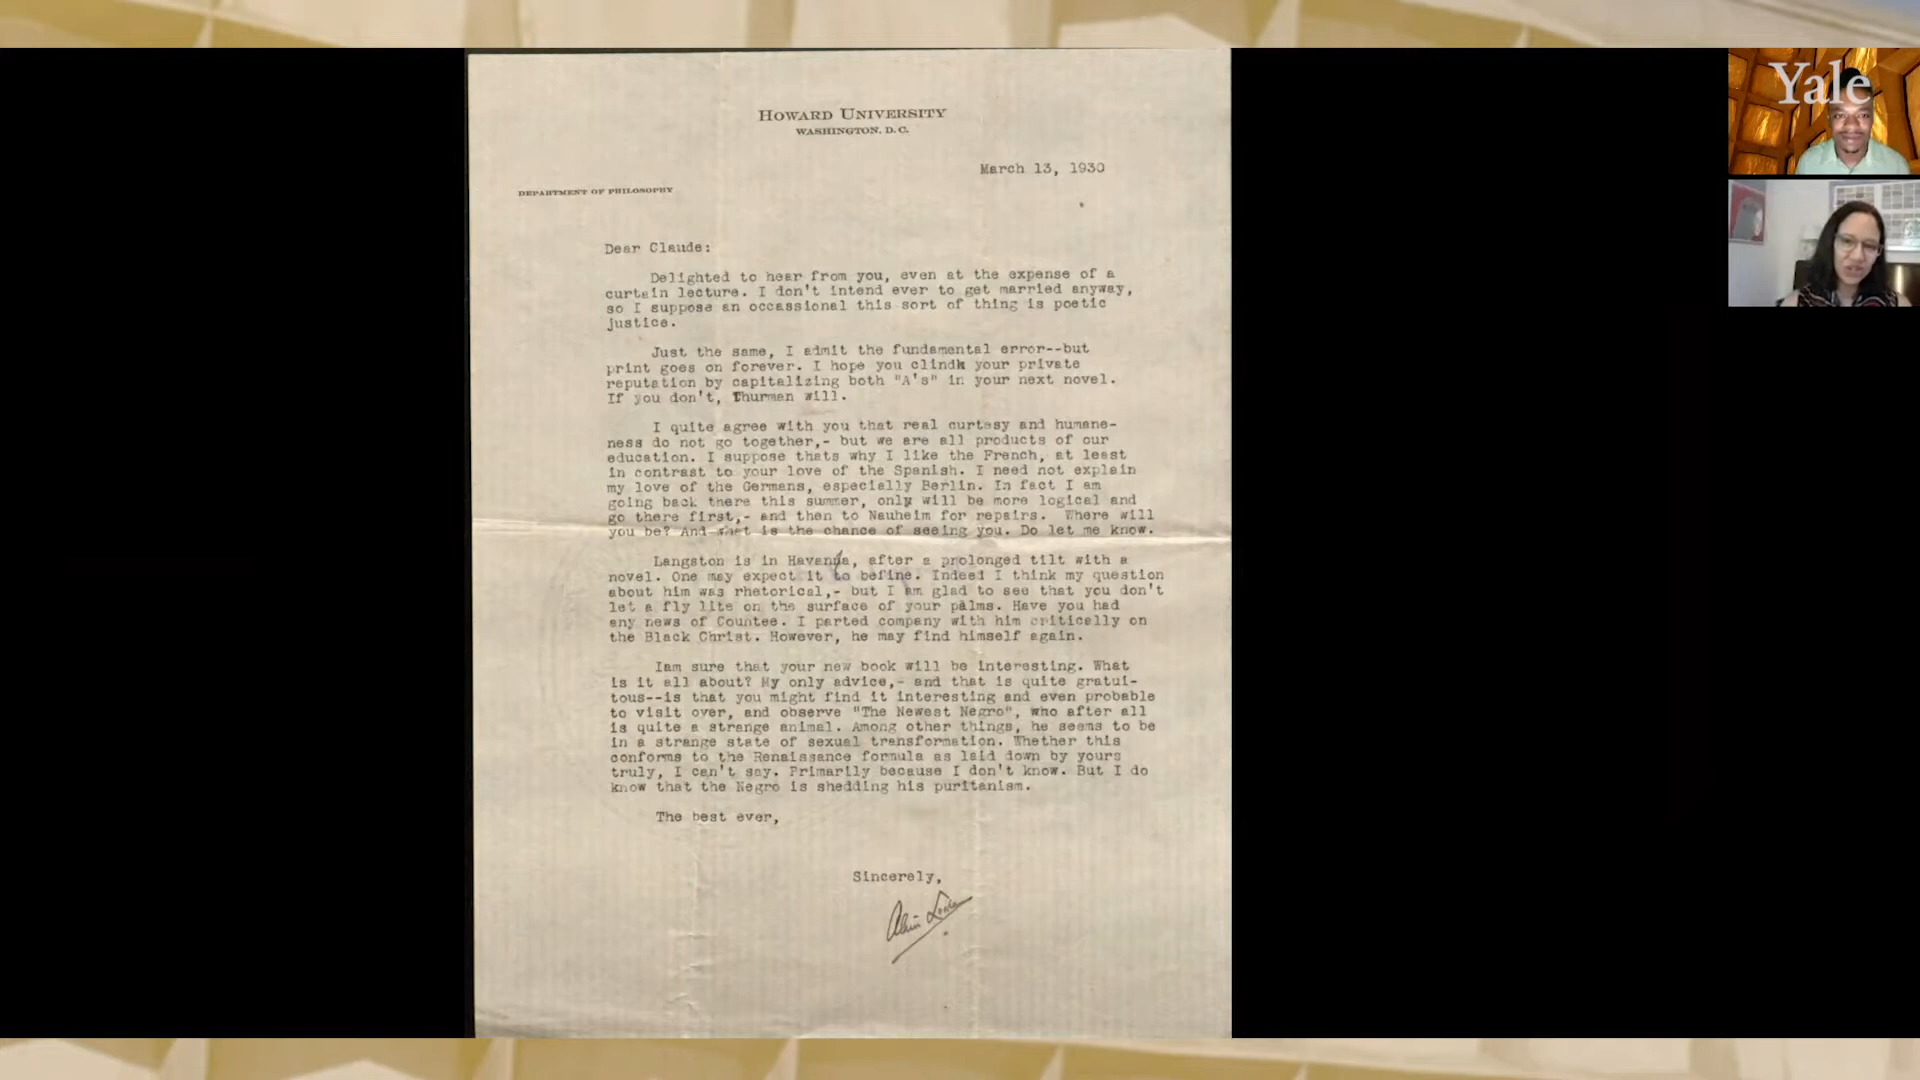 HOWARD UNIVERSITY
WASHINGTON, D.C.
March 13, 1930
DEPARTMENT OF PHILOSOPHY
Dear Claude:
Delighted to hear from you, even at the expense of a
curtain lecture. I don't intend ever to get married anyway,
so I suppose an occassional this sort of thing is poetic
justice.
Just the same, I admit the fundamental error--but
print goes on forever. I hope you clindk your private
reputation by capitalizing both "A's" in your next novel.
If you don't, Thurman will.
I quite agree with you that real curtesy and humane-
ness do not go together,- but we are all products of our
education. I suppose thats why I like the French, at least
in contrast to your love of the Spanish. I need not explain
my love of the Germans, especially Berlin. In fact I am
going back there this summer, only will be more logical and
go there first,- and then to Nauheim for repairs. Where will
you be? And what is the chance of seeing you. Do let me know.
Langston is in Havanna, after a prolonged tilt with a
novel. One may expect it to befine. Indeed I think my question
about him was rhetorical,- but I am glad to see that you don't
let a fly lite on the surface of your palms. Have you had
any news of Countee. I parted company with him critically on
the Black Christ. However, he may find himself again.
Iam sure that your new book will be interesting. What
is it all about? My only advice,- and that is quite gratui-
tous--is that you might find it interesting and even probable
to visit over, and observe "The Newest Negro", who after all
is quite a strange animal. Among other things, he seems to be
in a strange state of sexual transformation. Whether this
conforms to the Renaissance formula as laid down by yours
truly, I can't say. Primarily because I don't know. But I do
know that the Negro is shedding his puritanism.
The best ever,
Sincerely,
Alain Locke
Yale